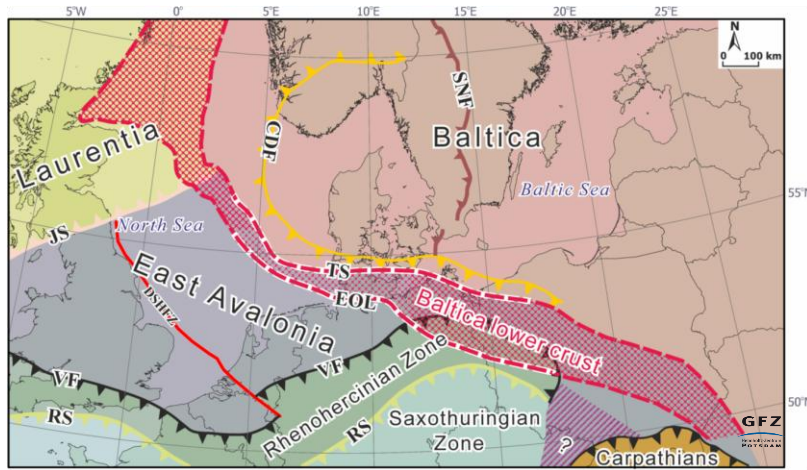 5°W
0°
5°E
10°E
15°E
20°E
25°E
N
0 100 km
SNF
CDF
Baltica
Laurentia
Baltic Sea
55°N
North Sea
JS
TS
East Avalonia
EOL
DSHFZ
Baltica lower crust
VF
VF
Rhenohercinian Zone
RS
RS
Saxothuringian
Zone
50°N
GFZ
POTSDAM
?
Carpathians